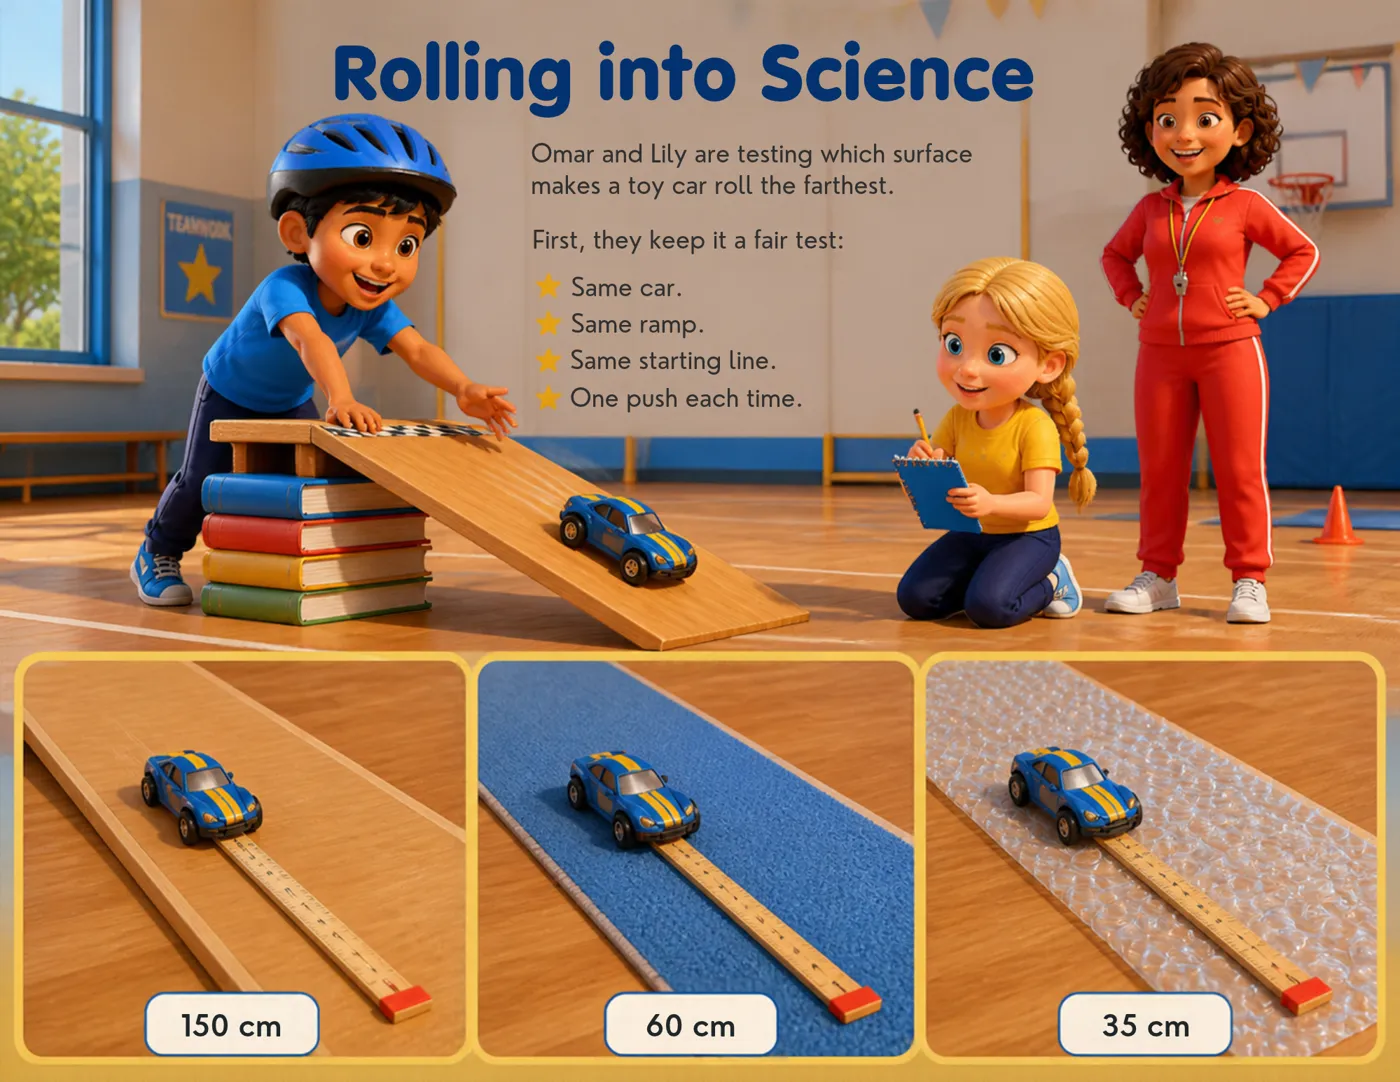 Rolling into Science
Omar and Lily are testing which surface
makes a toy car roll the farthest.
First, they keep it a fair test:
Same car.
Same ramp.
Same starting line.
One push each time.
TEAMWORK
150 cm
60 cm
35 cm